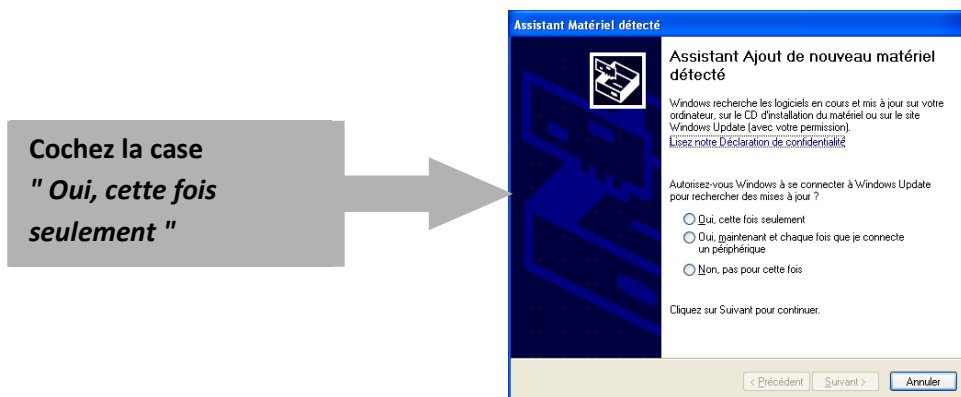 Cochez la case
" Oui, cette fois
seulement "
Assistant Matériel détecté
Assistant Ajout de nouveau matériel
détecté
Windows recherche les logiciels en cours et mis à jour sur votre
ordinateur, sur le CD d'installation du matériel ou sur le site
Windows Update (avec votre permission).
Lisez notre Déclaration de confidentialité
Autorisez-vous Windows à se connecter à Windows Update
pour rechercher des mises à jour ?
Oui, cette fois seulement
Oui, maintenant et chaque fois que je connecte
un périphérique
Non, pas pour cette fois
Cliquez sur Suivant pour continuer.
< Précédent
Suivant >
Annuler